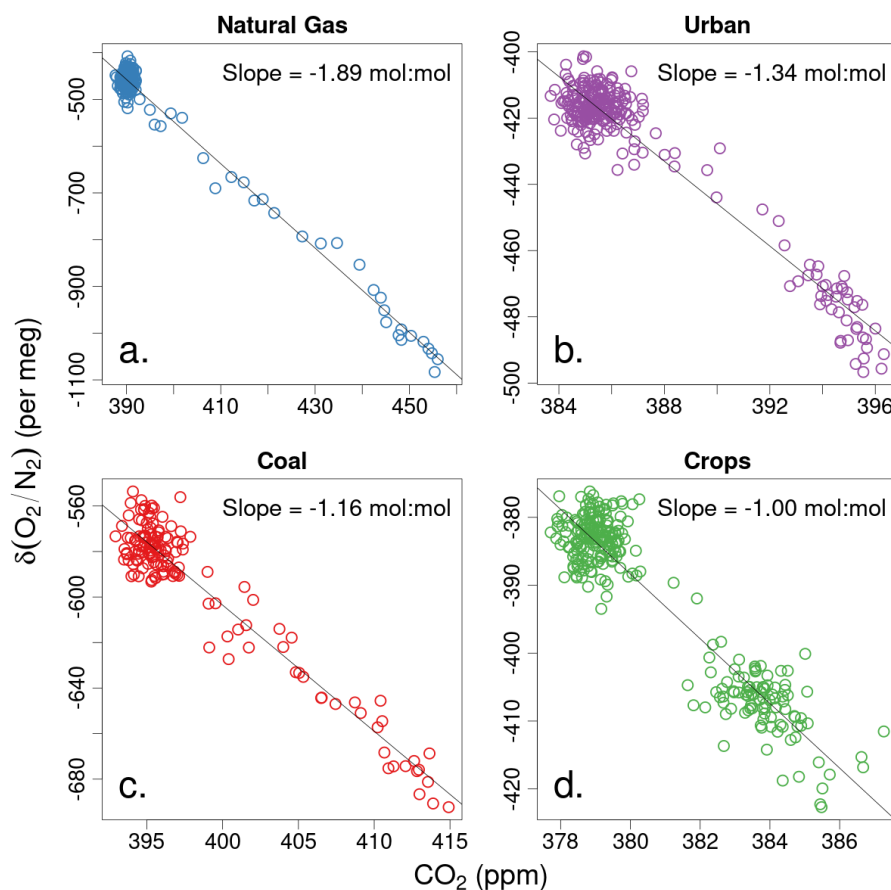 Natural Gas
Slope = -1.89 mol:mol
-500
-700
-900
-1100
a.
390
410
430
450
Urban
Slope = -1.34 mol:mol
-400
-420
-440
-460
-480
-500
b.
384
388
392
396
Coal
Slope = -1.16 mol:mol
-560
-600
-640
-680
c.
395
400
405
410
415
Crops
Slope = -1.00 mol:mol
-380
-390
-400
-410
-420
d.
378
380
382
384
386
δ(O₂/N₂) (per meg)
CO₂ (ppm)